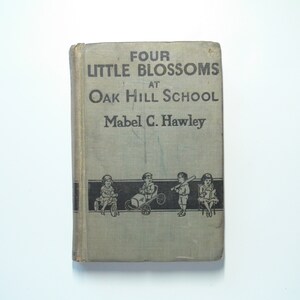 FOUR
LITTLE BLOSSOMS
AT
OAK HILL SCHOOL
Mabel C. Hawley